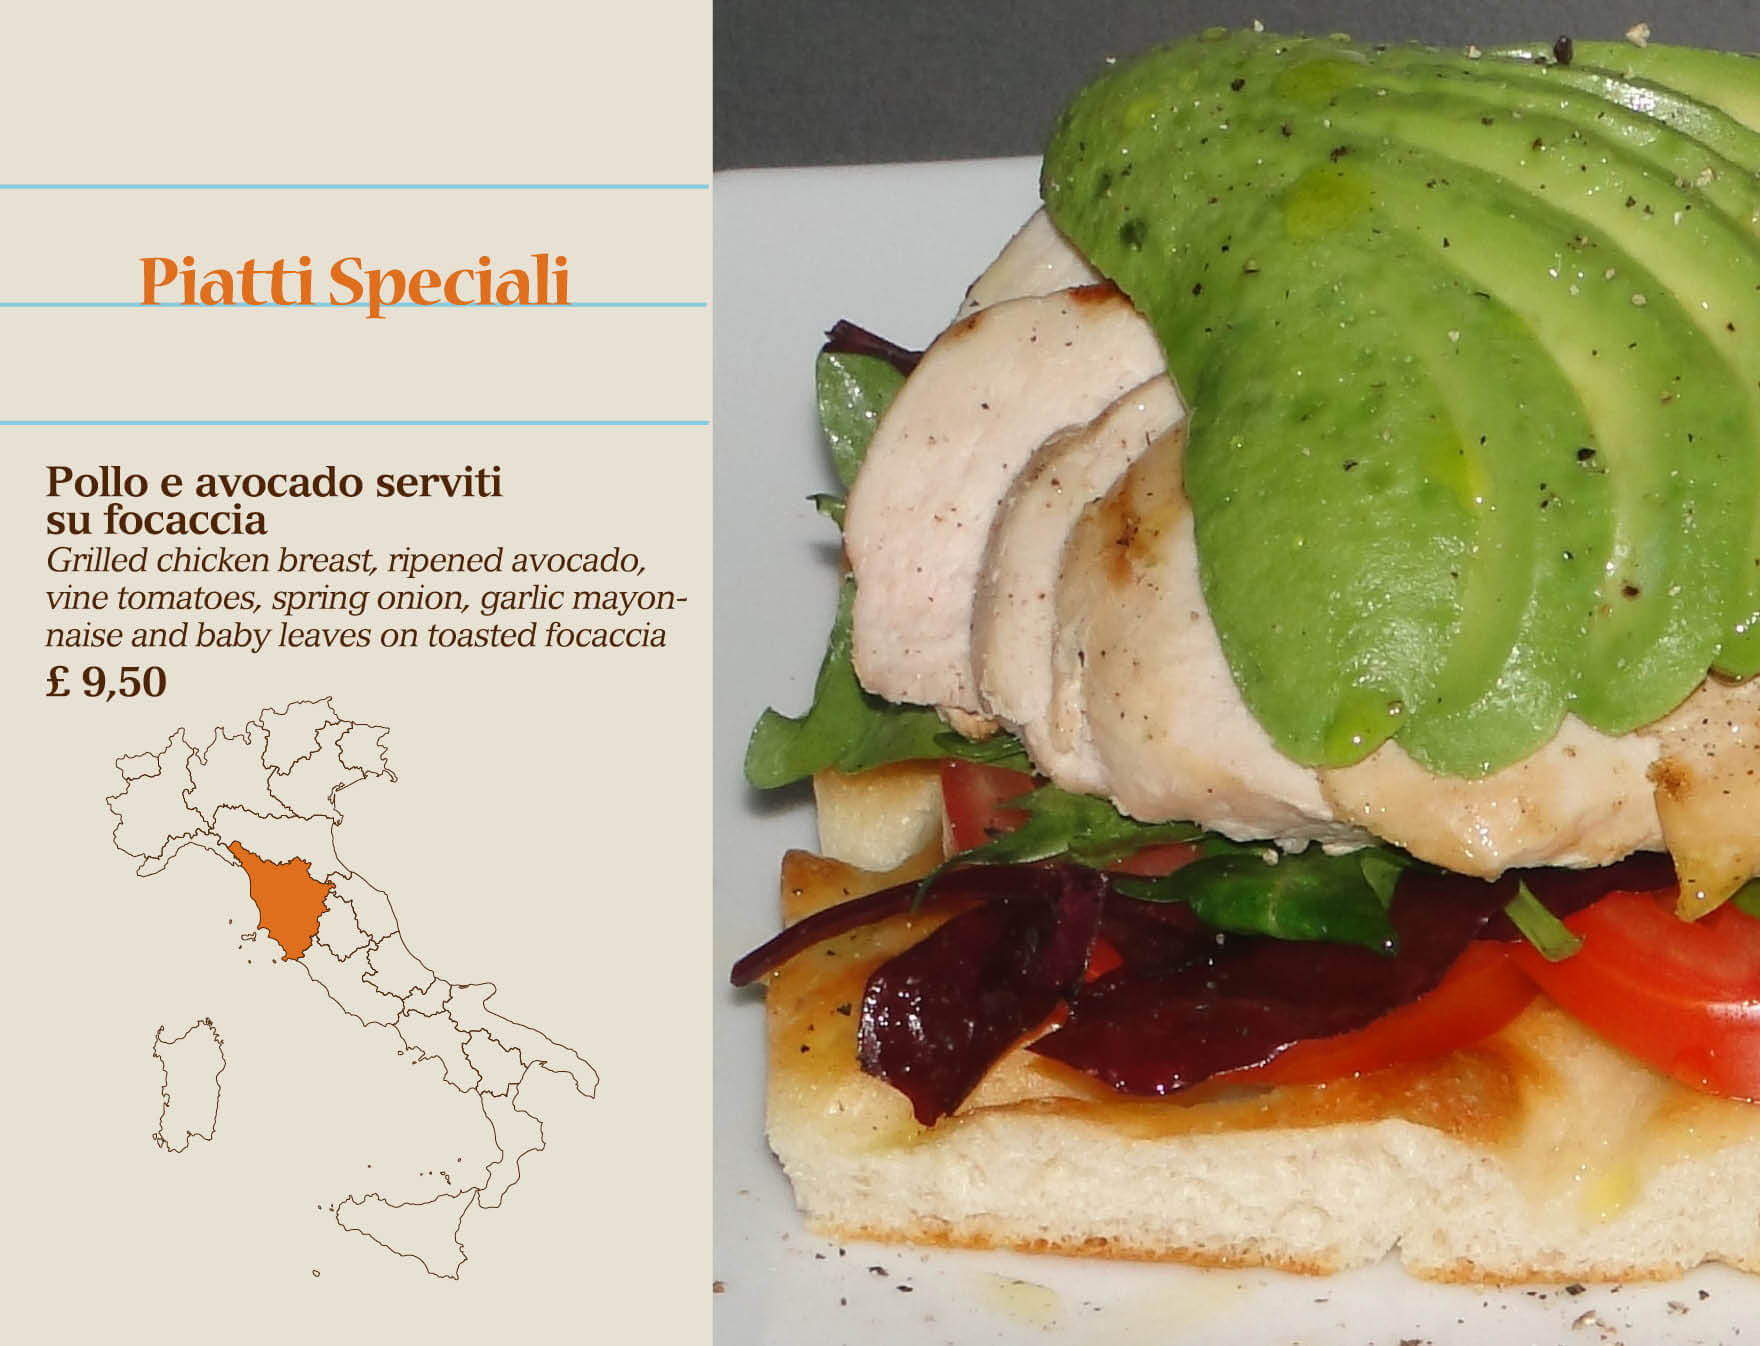 Piatti Speciali
Pollo e avocado serviti
su focaccia
Grilled chicken breast, ripened avocado,
vine tomatoes, spring onion, garlic mayon-
naise and baby leaves on toasted focaccia
£ 9,50